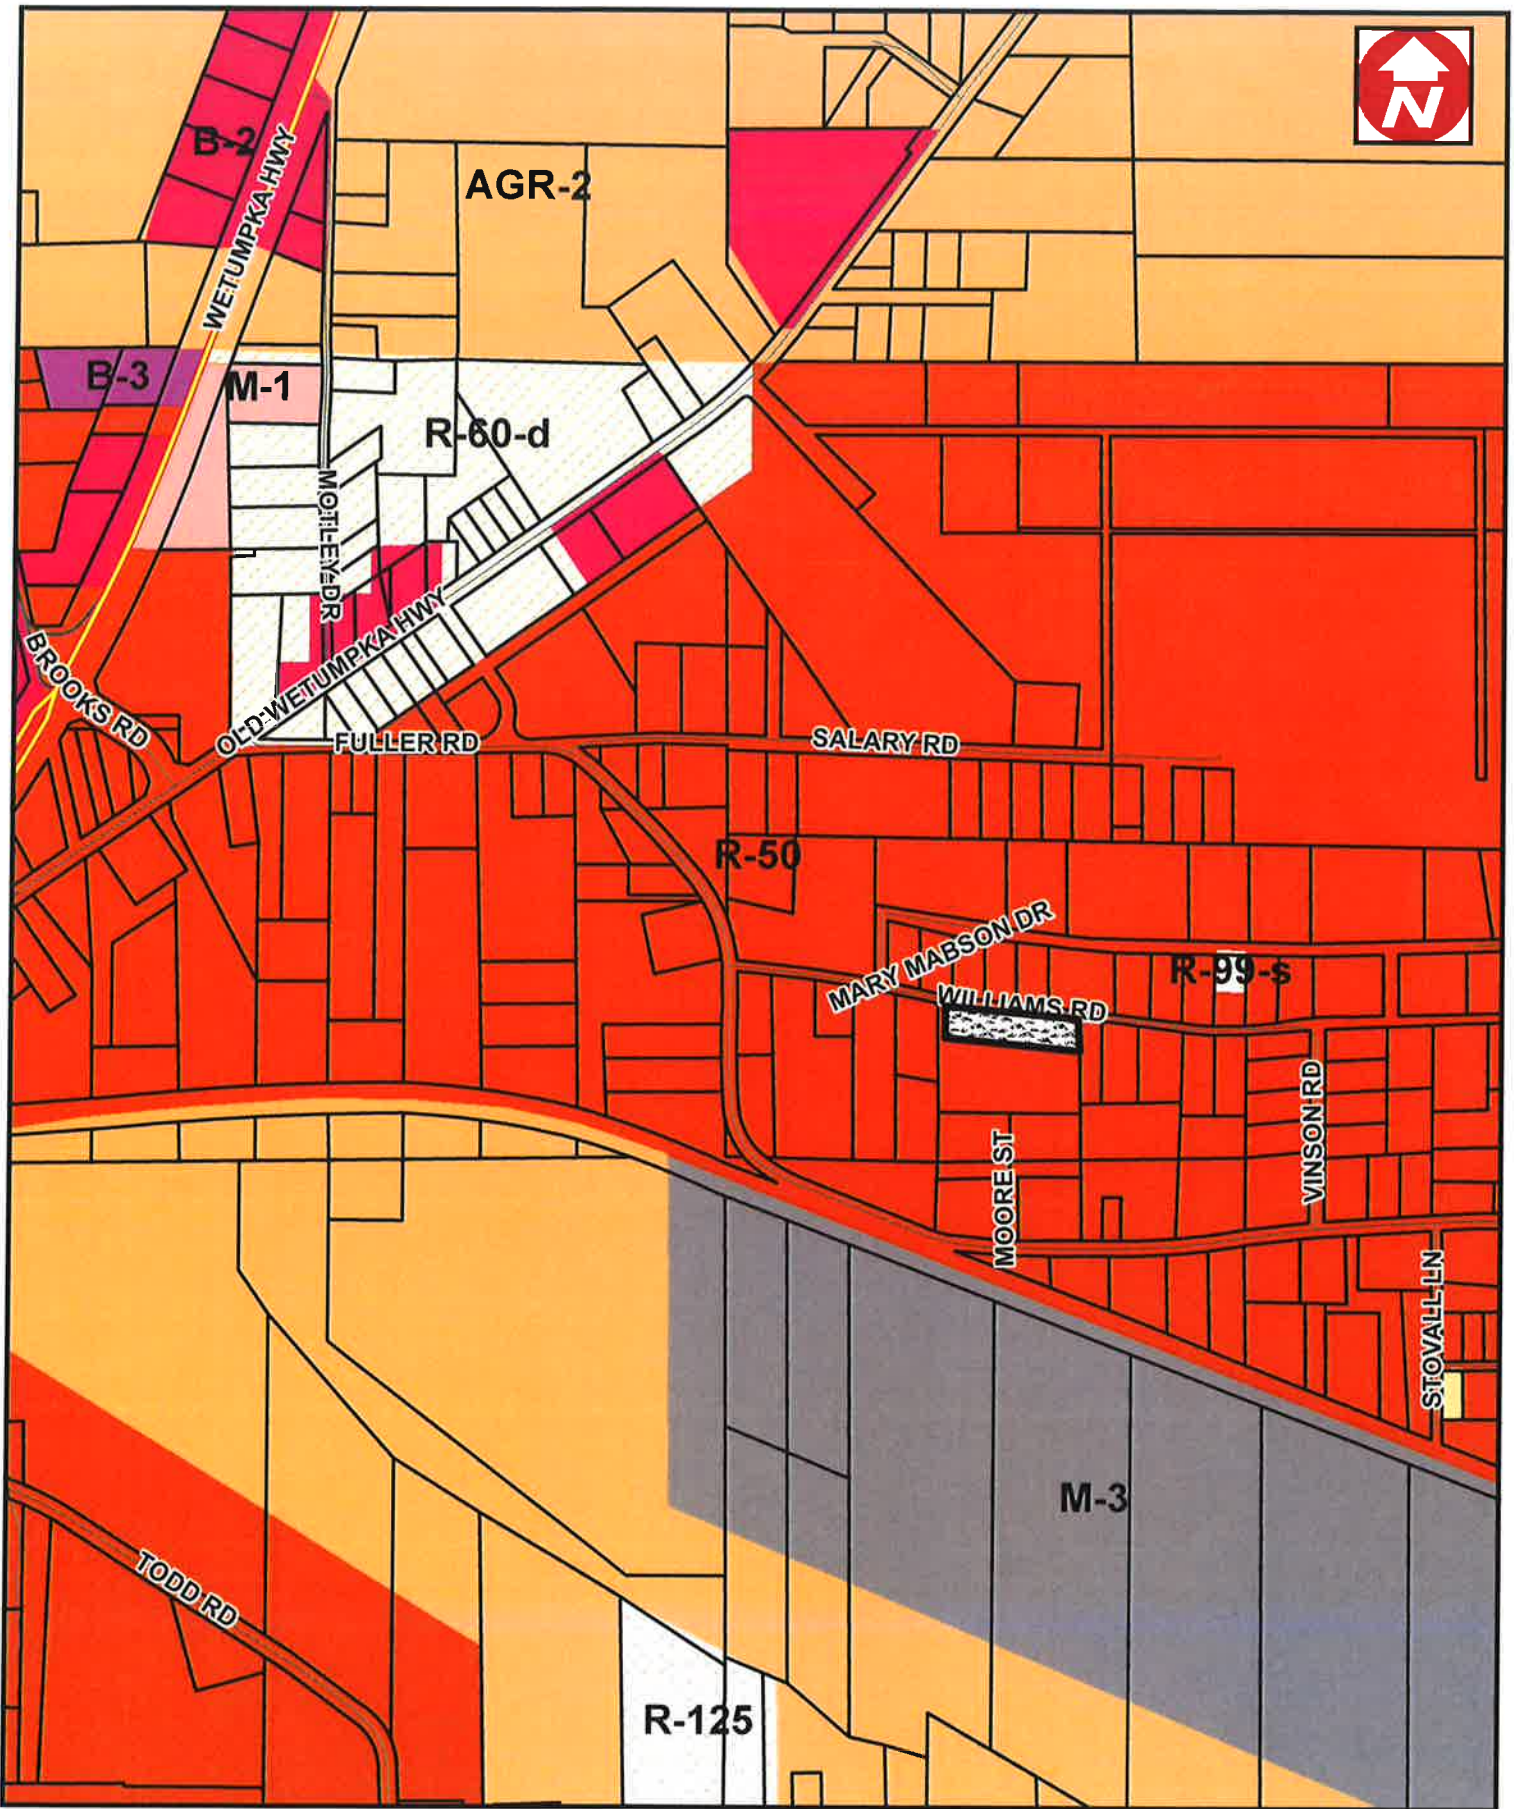 N
B-2
WETUMPKA HWY
AGR-2
B-3
M-1
R-60-d
MOTLEY DR
OLD WETUMPKA HWY
BROOKS RD
FULLER RD
SALARY RD
R-50
MARY MABSON DR
R-99-s
WILLIAMS RD
VINSON RD
MOORE ST
STOVALL LN
M-3
TODD RD
R-125